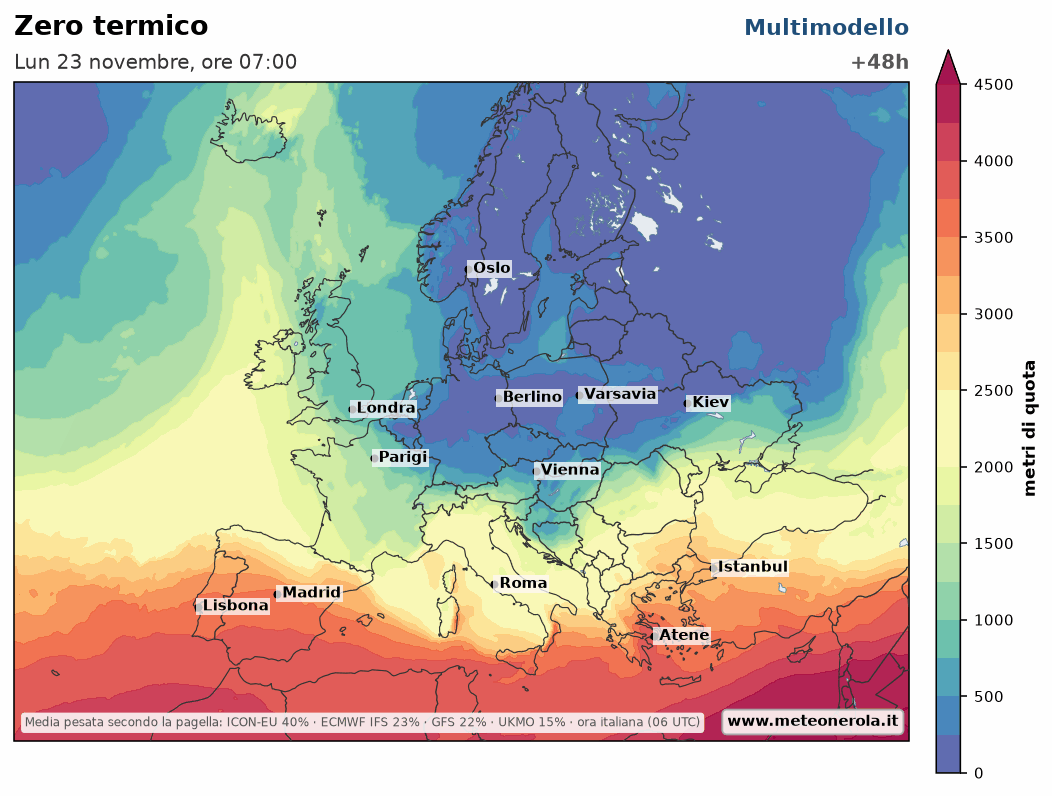 Zero termico
Multimodello
Lun 23 novembre, ore 07:00
+48h
4500
4000
3500
3000
2500
2000
1500
1000
500
0
metri di quota
Oslo
Berlino
Varsavia
Kiev
Londra
Parigi
Vienna
Istanbul
Roma
Madrid
Lisbona
Atene
Media pesata secondo la pagella: ICON-EU 40% · ECMWF IFS 23% · GFS 22% · UKMO 15% · ora italiana (06 UTC)
www.meteonerola.it